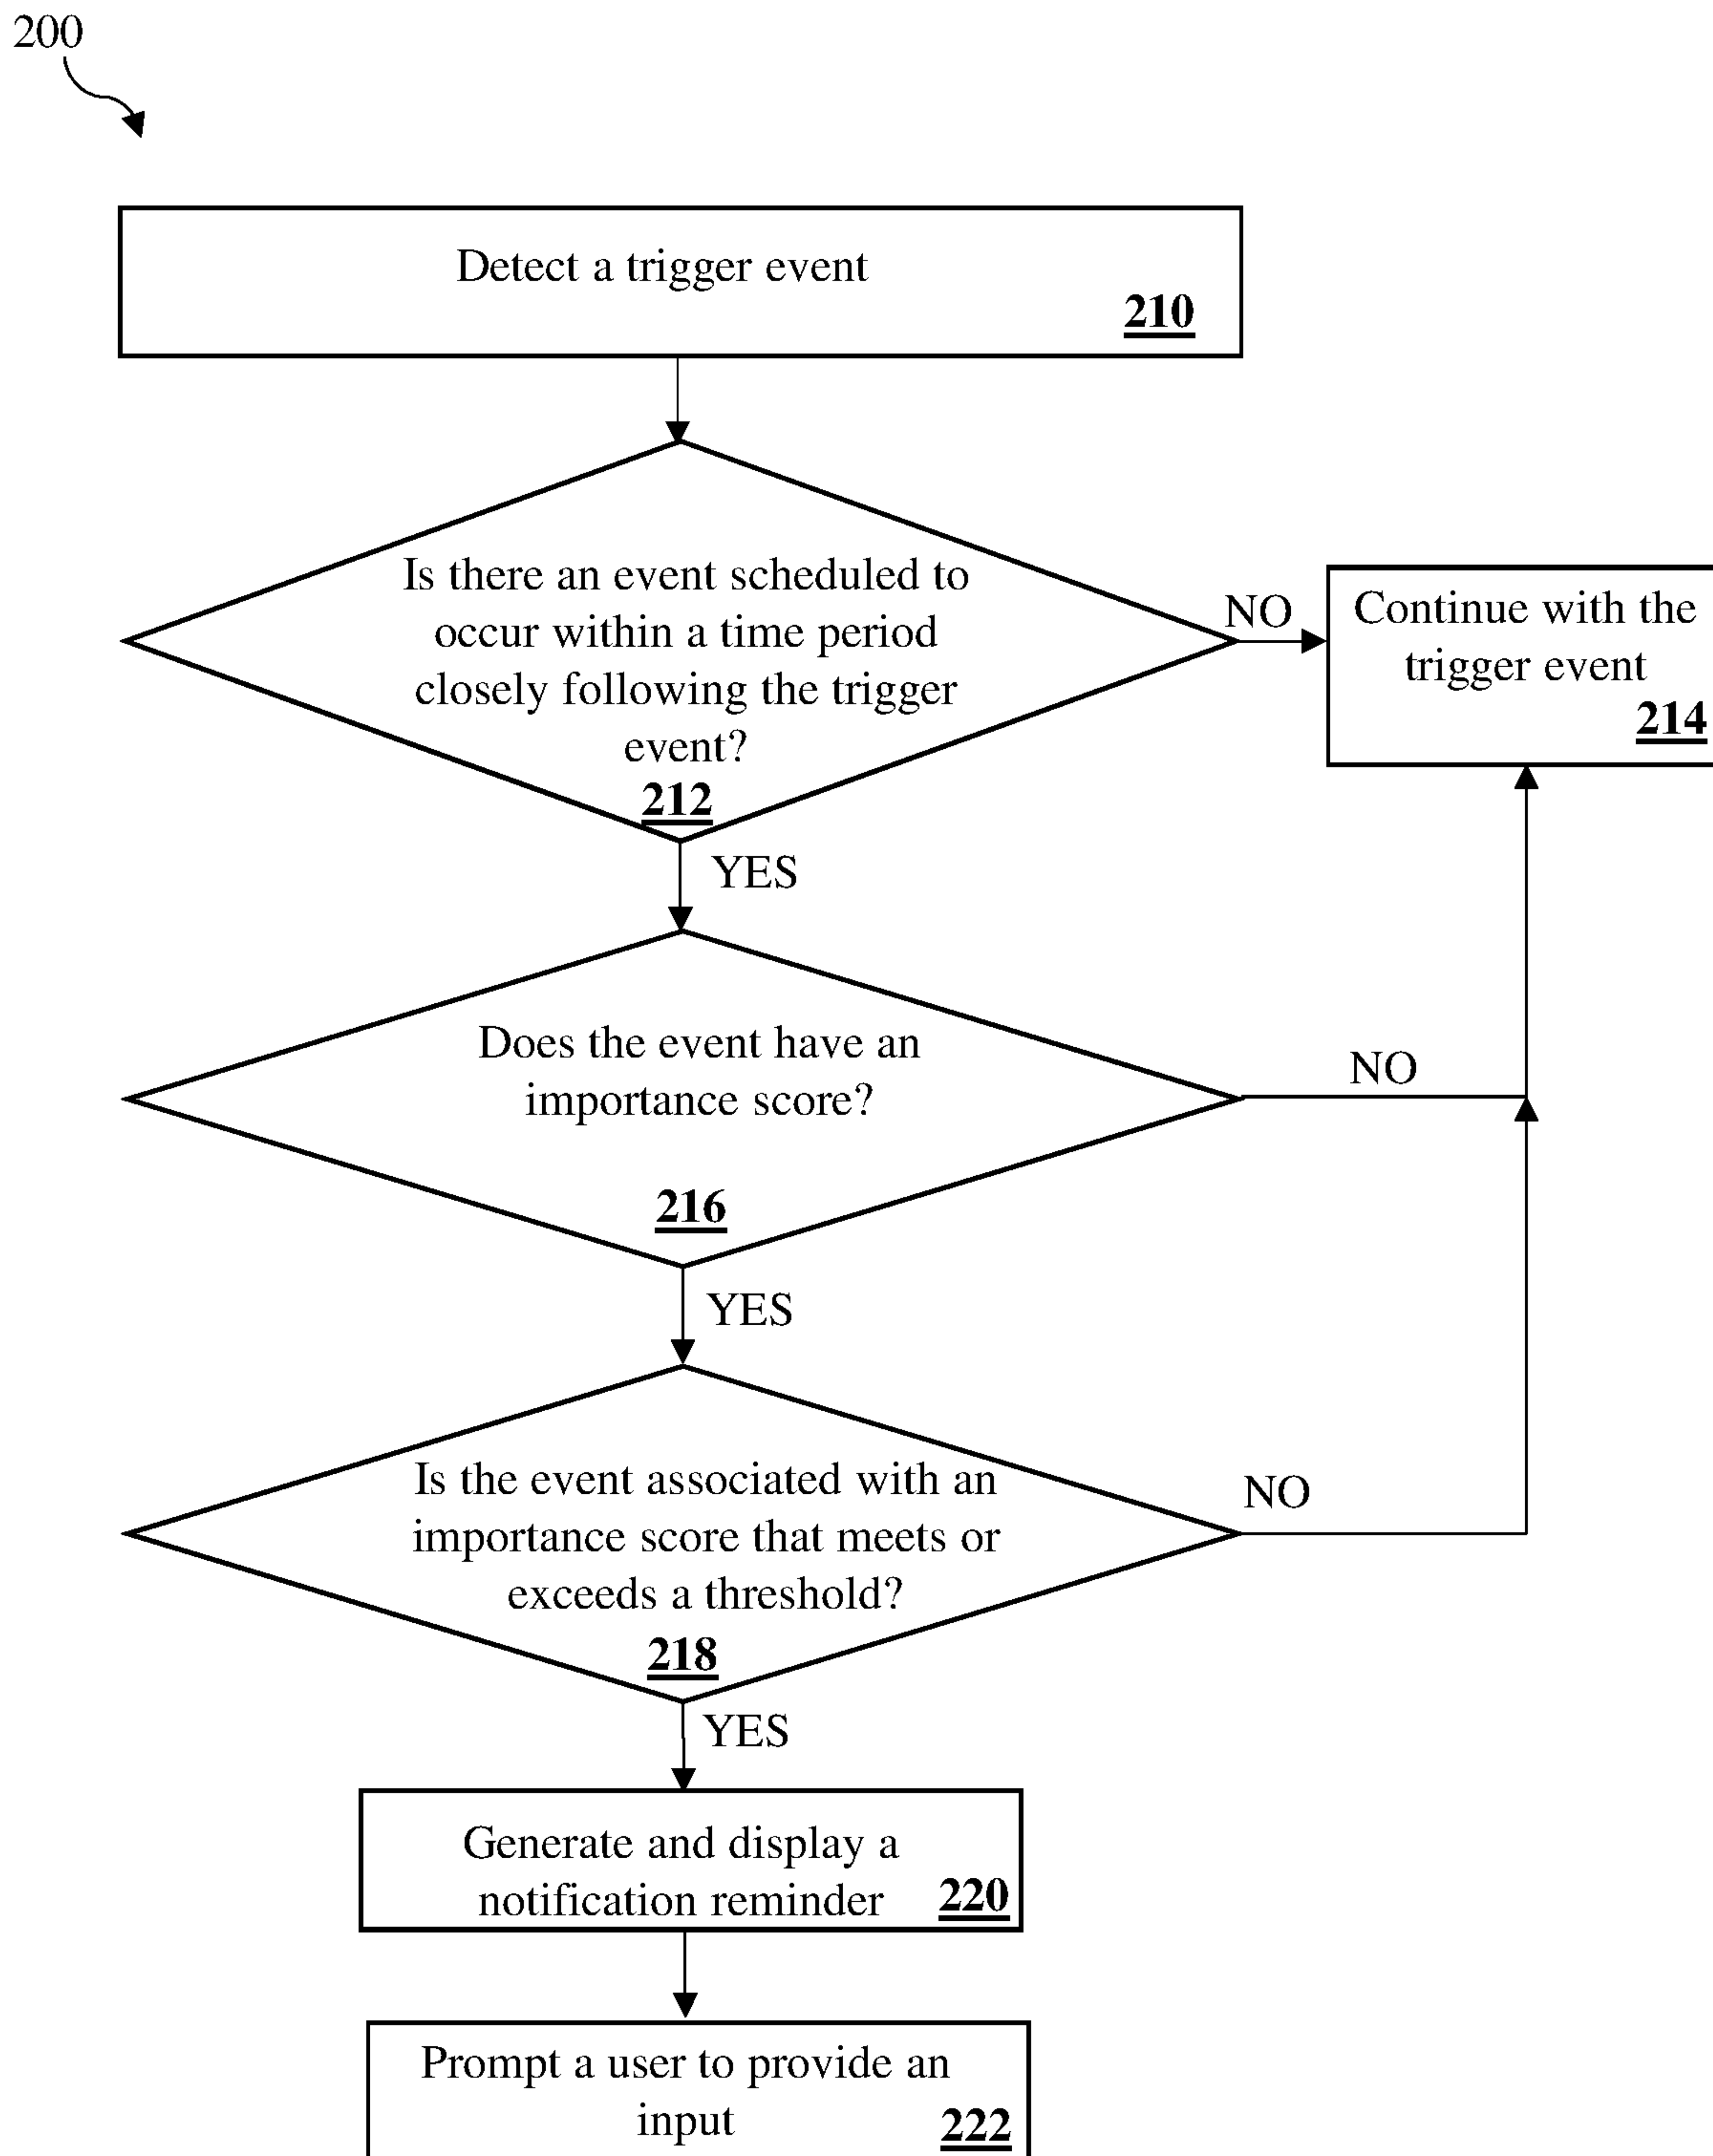 200
Detect a trigger event
210
Is there an event scheduled to
occur within a time period
closely following the trigger
event?
212
NO
Continue with the
trigger event
214
YES
Does the event have an
importance score?
216
NO
YES
Is the event associated with an
importance score that meets or
exceeds a threshold?
218
NO
YES
Generate and display a
notification reminder
220
Prompt a user to provide an
input
222